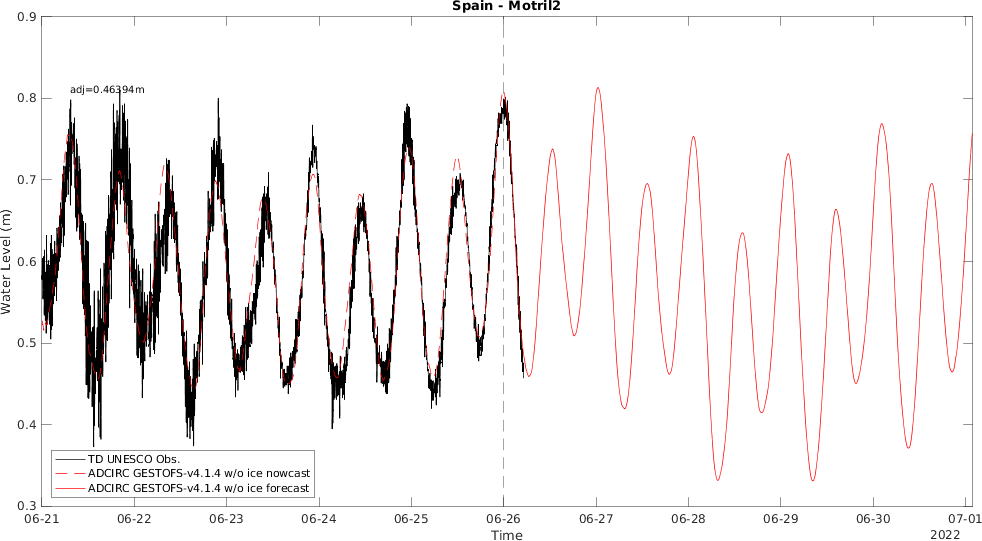 Spain - Motril2
0.9
0.8
0.7
0.6
0.5
0.4
0.3
Water Level (m)
adj=0.46394m
TD UNESCO Obs.
ADCIRC GESTOFS-v4.1.4 w/o ice nowcast
ADCIRC GESTOFS-v4.1.4 w/o ice forecast
06-21 06-22 06-23 06-24 06-25 06-26 06-27 06-28 06-29 06-30 07-01
Time
2022